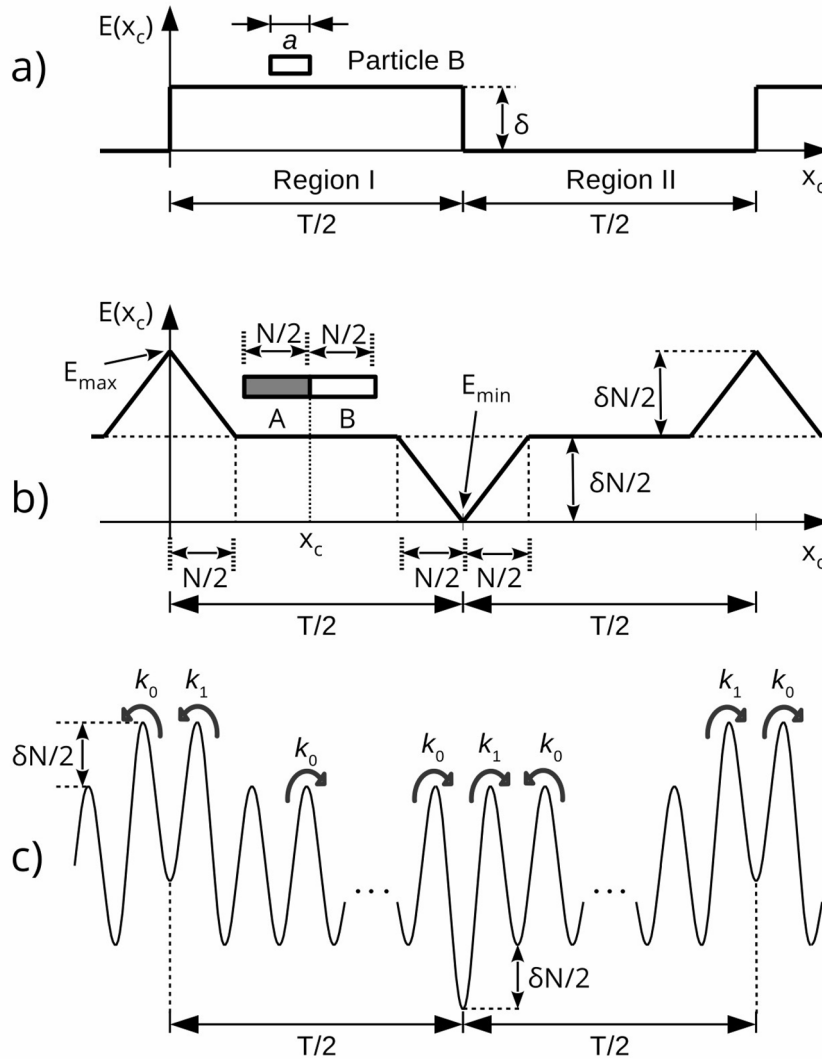 a)
E(x_c)
a
Particle B
δ
Region I
Region II
x_c
T/2
T/2
b)
E(x_c)
N/2
N/2
E_max
A
B
E_min
δN/2
δN/2
x_c
x_c
N/2
N/2
N/2
T/2
T/2
c)
k_0
k_1
k_1
k_0
δN/2
k_0
k_0
k_1
k_0
...
...
δN/2
T/2
T/2